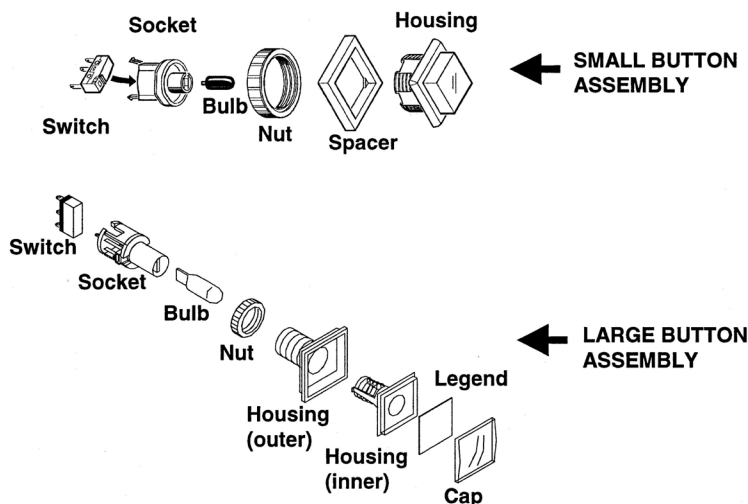 Housing
Socket
SMALL BUTTON
ASSEMBLY
Bulb
Switch
Nut
Spacer
Switch
Socket
Bulb
LARGE BUTTON
ASSEMBLY
Nut
Legend
Housing
(outer)
Housing
(inner)
Cap